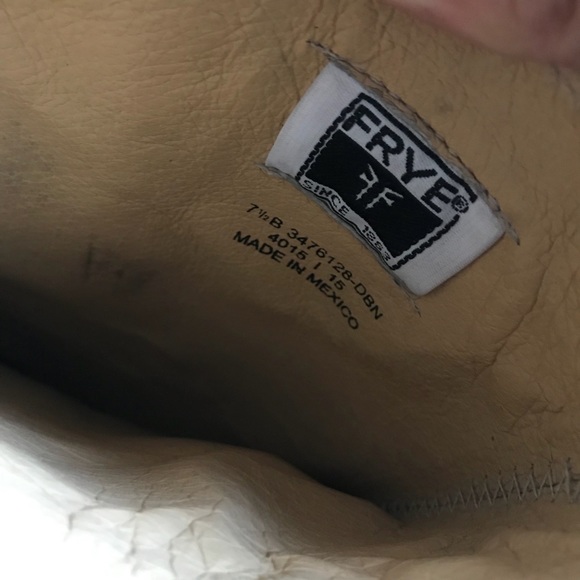 FRYE®
SINCE 1863
7½B 3476128-DBN
4015 I 15
MADE IN MEXICO